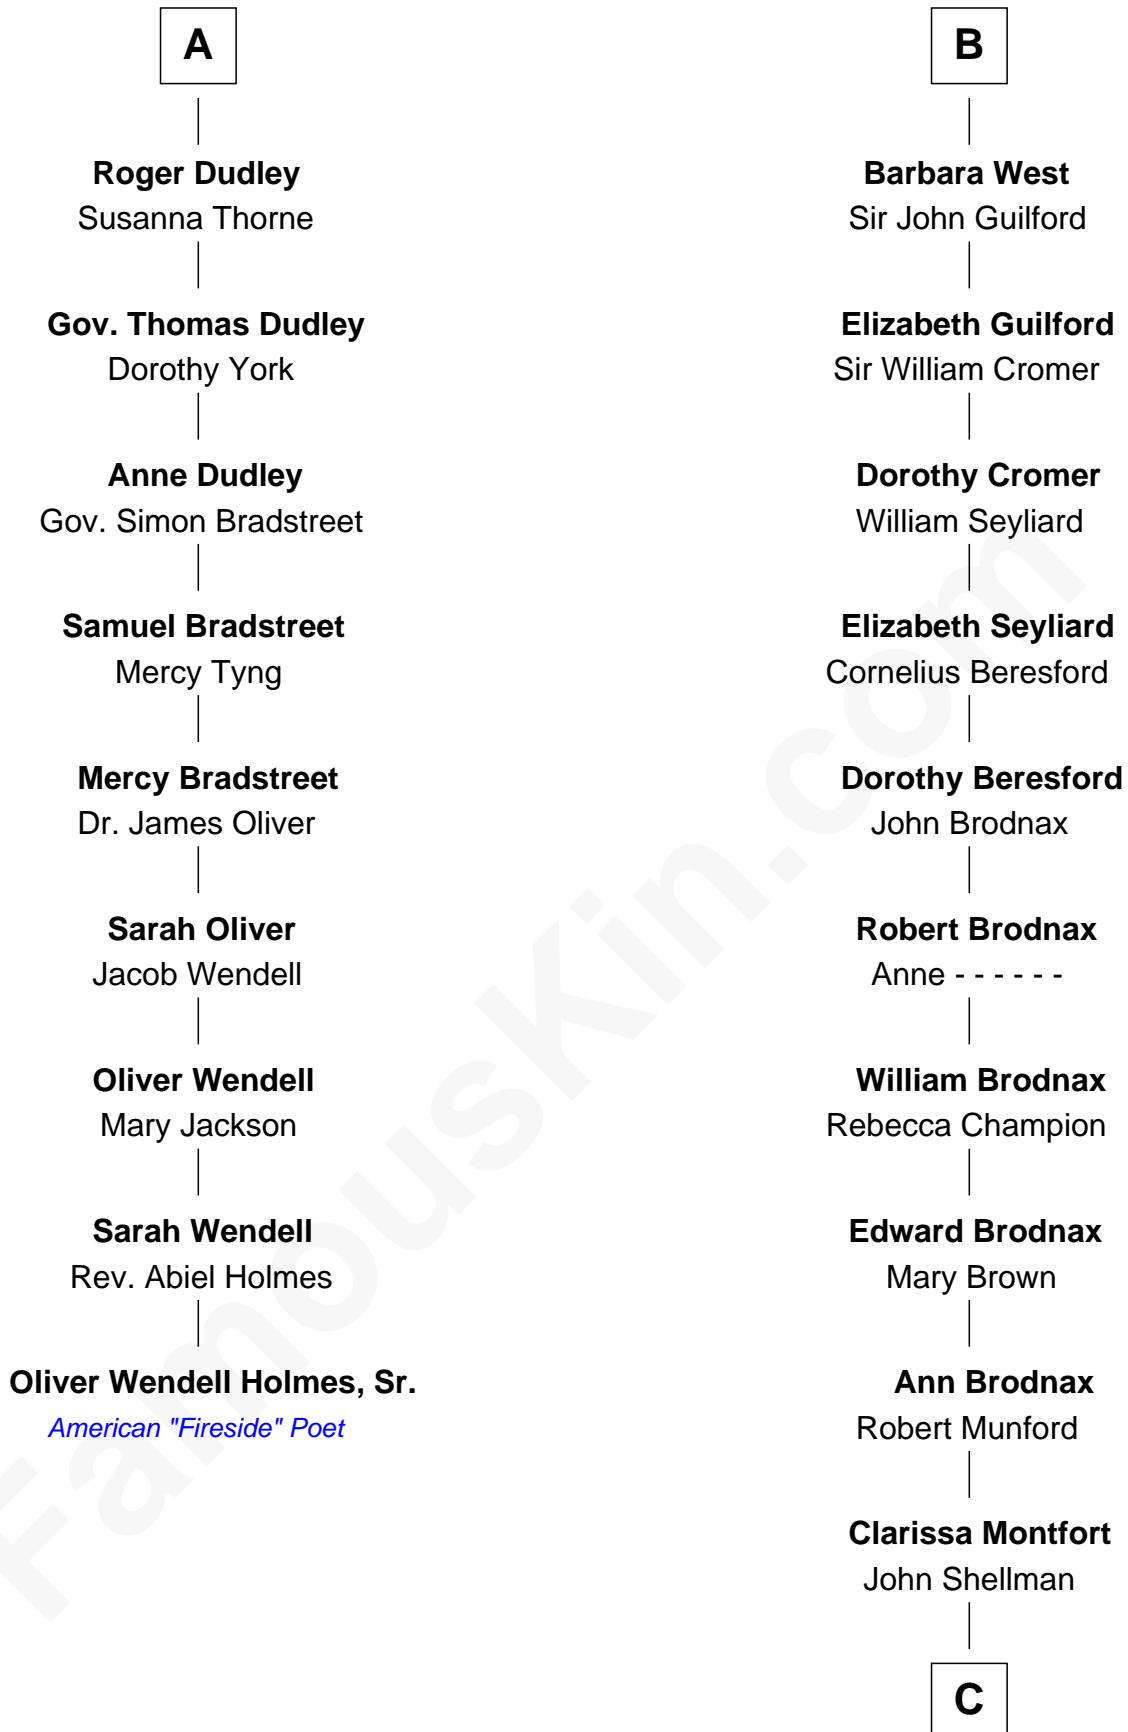 A
Roger Dudley
Susanna Thorne
Gov. Thomas Dudley
Dorothy York
Anne Dudley
Gov. Simon Bradstreet
Samuel Bradstreet
Mercy Tyng
Mercy Bradstreet
Dr. James Oliver
Sarah Oliver
Jacob Wendell
Oliver Wendell
Mary Jackson
Sarah Wendell
Rev. Abiel Holmes
Oliver Wendell Holmes, Sr.
American "Fireside" Poet
B
Barbara West
Sir John Guilford
Elizabeth Guilford
Sir William Cromer
Dorothy Cromer
William Seyliard
Elizabeth Seyliard
Cornelius Beresford
Dorothy Beresford
John Brodnax
Robert Brodnax
Anne - - - - - -
William Brodnax
Rebecca Champion
Edward Brodnax
Mary Brown
Ann Brodnax
Robert Munford
Clarissa Montfort
John Shellman
C
FamousKin.com